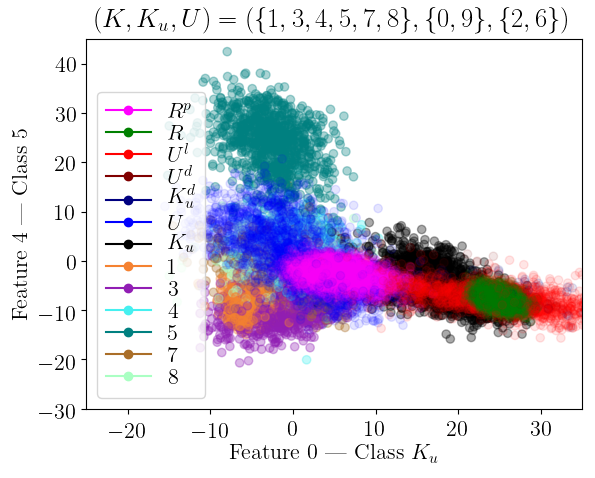 (K, K_u, U) = ({1, 3, 4, 5, 7, 8}, {0, 9}, {2, 6})
40
30
20
10
0
−10
−20
−30
Feature 4 — Class 5
R^p
R
U^l
U^d
K_u^d
U
K_u
1
3
4
5
7
8
−20
−10
0
10
20
30
Feature 0 — Class K_u